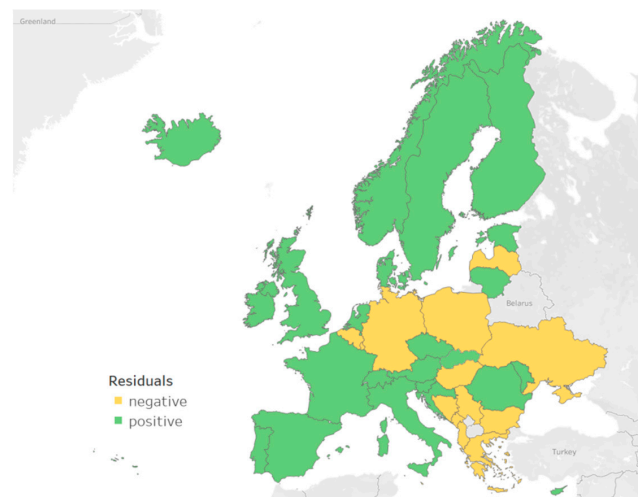 Greenland
Belarus
Residuals
negative
positive
Turkey